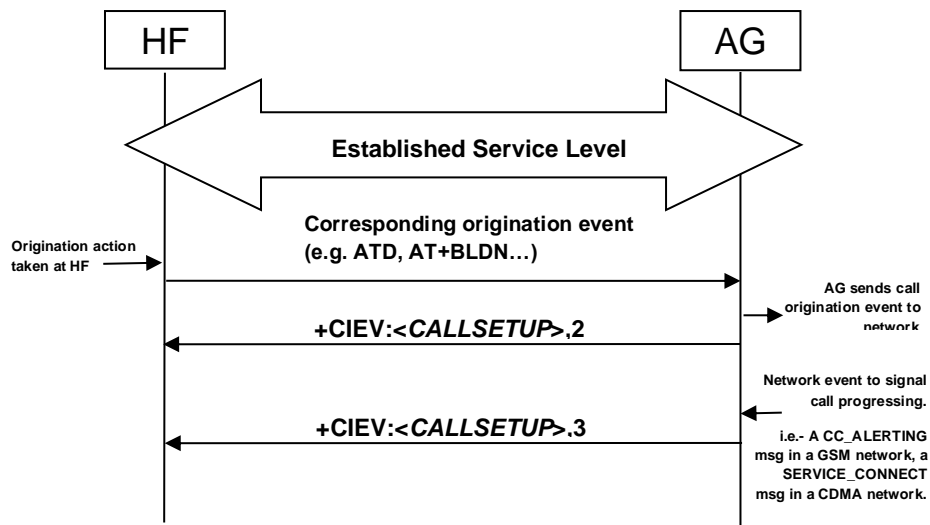 HF
AG
Established Service Level
Corresponding origination event
(e.g. ATD, AT+BLDN…)
Origination action
taken at HF
AG sends call
origination event to
network.
+CIEV:<CALLSETUP>,2
Network event to signal
call progressing.
+CIEV:<CALLSETUP>,3
i.e.- A CC_ALERTING
msg in a GSM network, a
SERVICE_CONNECT
msg in a CDMA network.